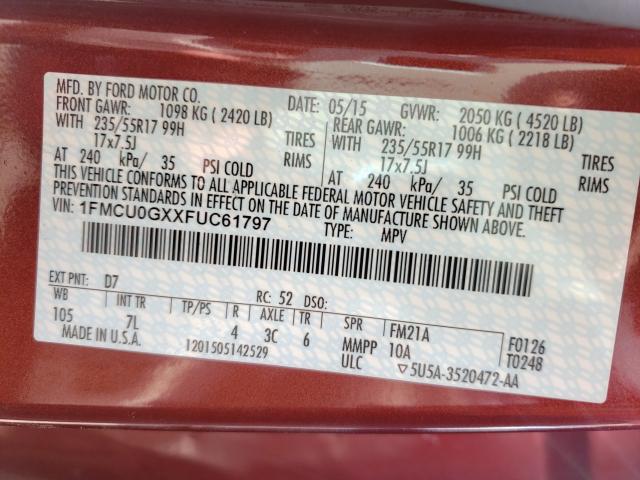 MFD. BY FORD MOTOR CO.
DATE: 05/15 GVWR: 2050 KG ( 4520 LB)
FRONT GAWR: 1098 KG ( 2420 LB) REAR GAWR: 1006 KG ( 2218 LB)
WITH 235/55R17 99H TIRES WITH 235/55R17 99H TIRES
17x7.5J RIMS 17x7.5J RIMS
AT 240 kPa/ 35 PSI COLD AT 240 kPa/ 35 PSI COLD
THIS VEHICLE CONFORMS TO ALL APPLICABLE FEDERAL MOTOR VEHICLE SAFETY AND THEFT
PREVENTION STANDARDS IN EFFECT ON THE DATE OF MANUFACTURE SHOWN ABOVE.
VIN: 1FMCU0GXXFUC61797 TYPE: MPV
EXT PNT: D7 RC: 52 DSO:
WB INT TR TP/PS R AXLE TR SPR FM21A F0126
105 7L 4 3C 6 MMPP 10A T0248
MADE IN U.S.A. 1201505142529 ULC ▽5U5A-3520472-AA